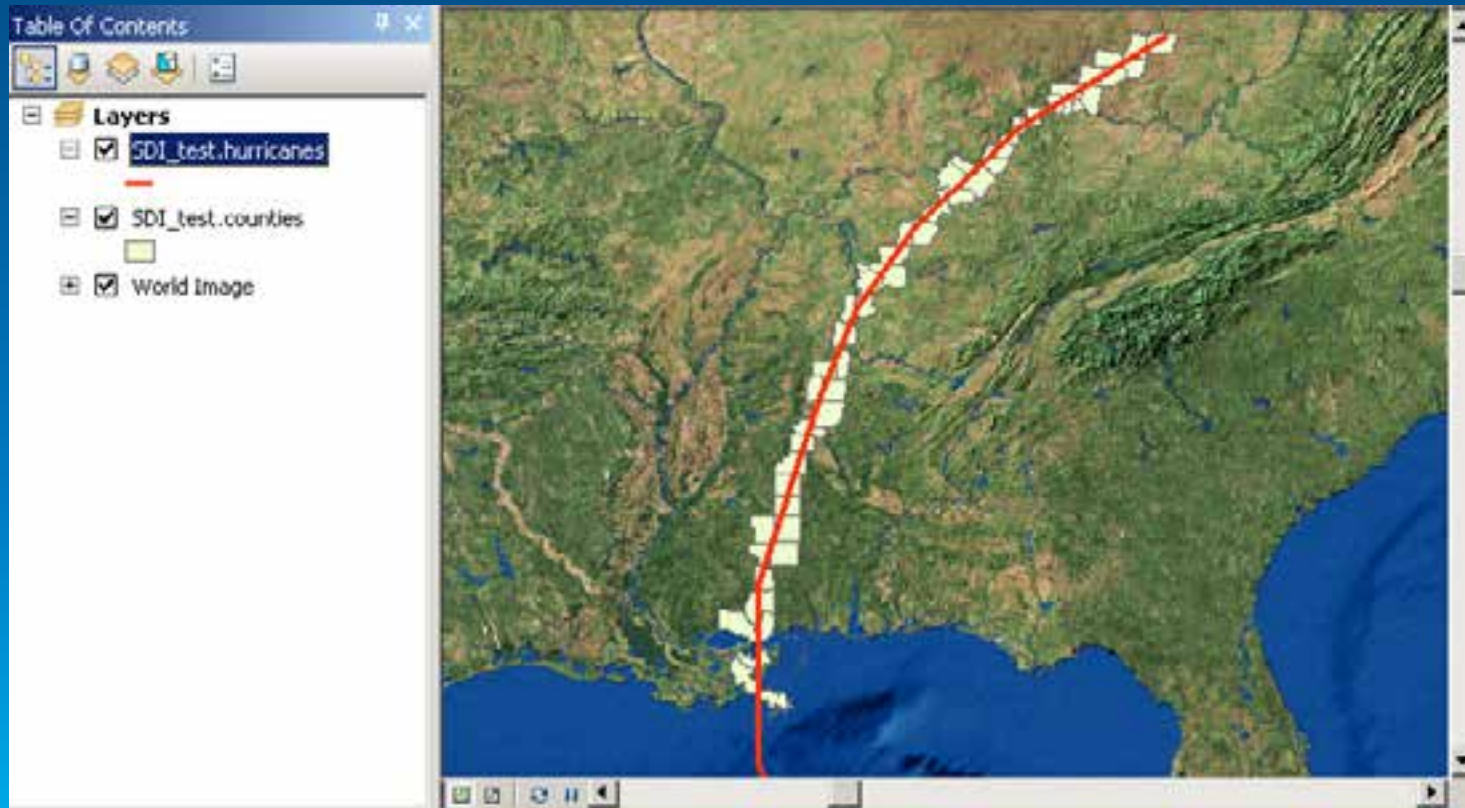 Table Of Contents
Layers
SDI_test.hurricanes
SDI_test.counties
World Image